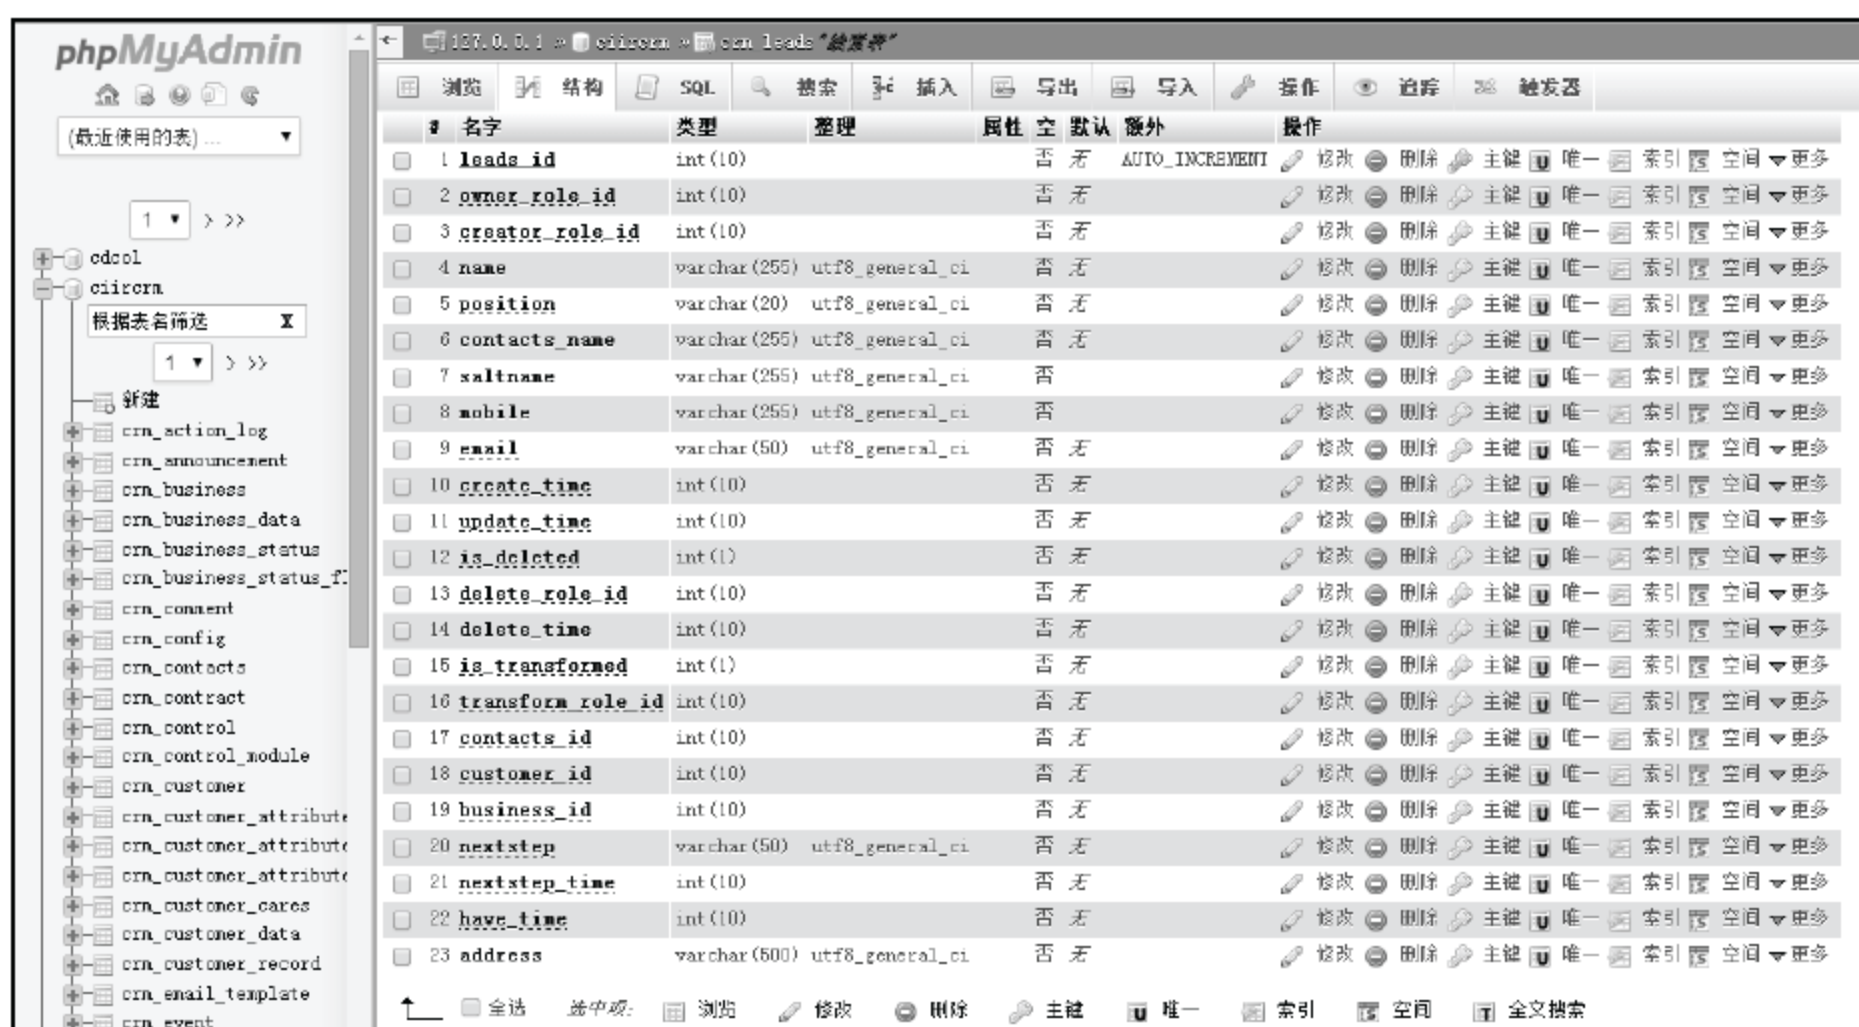 phpMyAdmin
(最近使用的表) ...
1 > >>
cdcol
ciircrm
根据表名筛选 X
1 > >>
新建
crm_action_log
crm_announcement
crm_business
crm_business_data
crm_business_status
crm_business_status_fl
crm_comment
crm_config
crm_contacts
crm_contract
crm_control
crm_control_module
crm_customer
crm_customer_attribute
crm_customer_attribute
crm_customer_attribute
crm_customer_cares
crm_customer_data
crm_customer_record
crm_email_template
crm_event
127.0.0.1 » ciircrm » crm_leads
浏览 结构 SQL 搜索 插入 导出 导入 操作 追踪 触发器
# 名字 类型 整理 属性 空 默认 额外 操作
1 leads_id int(10) 否 无 AUTO_INCREMENT 修改 删除 主键 唯一 索引 空间 更多
2 owner_role_id int(10) 否 无 修改 删除 主键 唯一 索引 空间 更多
3 creator_role_id int(10) 否 无 修改 删除 主键 唯一 索引 空间 更多
4 name varchar(255) utf8_general_ci 否 无 修改 删除 主键 唯一 索引 空间 更多
5 position varchar(20) utf8_general_ci 否 无 修改 删除 主键 唯一 索引 空间 更多
6 contacts_name varchar(255) utf8_general_ci 否 无 修改 删除 主键 唯一 索引 空间 更多
7 saltname varchar(255) utf8_general_ci 否 修改 删除 主键 唯一 索引 空间 更多
8 mobile varchar(255) utf8_general_ci 否 修改 删除 主键 唯一 索引 空间 更多
9 email varchar(50) utf8_general_ci 否 无 修改 删除 主键 唯一 索引 空间 更多
10 create_time int(10) 否 无 修改 删除 主键 唯一 索引 空间 更多
11 update_time int(10) 否 无 修改 删除 主键 唯一 索引 空间 更多
12 is_deleted int(1) 否 无 修改 删除 主键 唯一 索引 空间 更多
13 delete_role_id int(10) 否 无 修改 删除 主键 唯一 索引 空间 更多
14 delete_time int(10) 否 无 修改 删除 主键 唯一 索引 空间 更多
15 is_transformed int(1) 否 无 修改 删除 主键 唯一 索引 空间 更多
16 transform_role_id int(10) 否 无 修改 删除 主键 唯一 索引 空间 更多
17 contacts_id int(10) 否 无 修改 删除 主键 唯一 索引 空间 更多
18 customer_id int(10) 否 无 修改 删除 主键 唯一 索引 空间 更多
19 business_id int(10) 否 无 修改 删除 主键 唯一 索引 空间 更多
20 nextstep varchar(50) utf8_general_ci 否 无 修改 删除 主键 唯一 索引 空间 更多
21 nextstep_time int(10) 否 无 修改 删除 主键 唯一 索引 空间 更多
22 have_time int(10) 否 无 修改 删除 主键 唯一 索引 空间 更多
23 address varchar(500) utf8_general_ci 否 无 修改 删除 主键 唯一 索引 空间 更多
全选 选中项: 浏览 修改 删除 主键 唯一 索引 空间 全文搜索